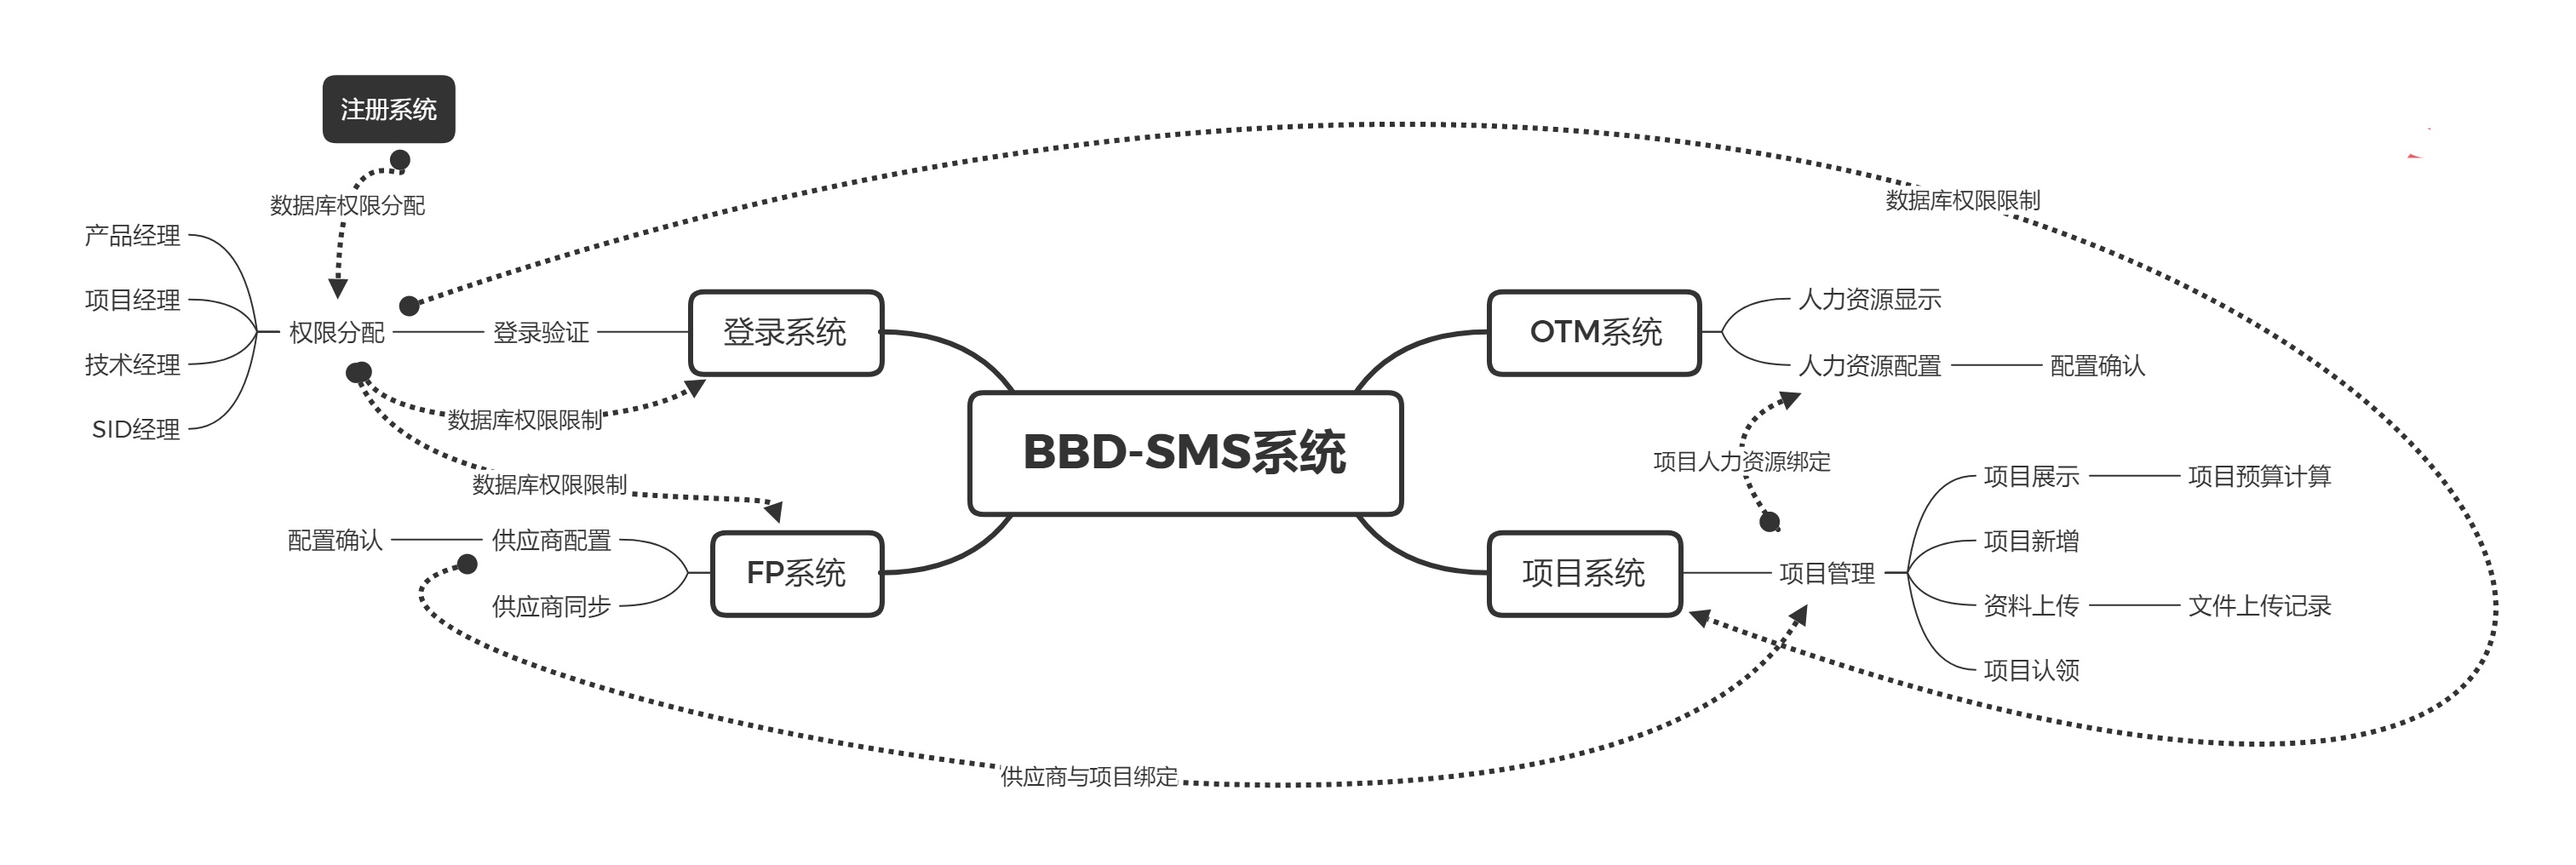 注册系统
数据库权限分配
产品经理
项目经理
技术经理
SID经理
权限分配
登录验证
登录系统
数据库权限限制
数据库权限限制
配置确认
供应商配置
供应商同步
FP系统
BBD-SMS系统
供应商与项目绑定
数据库权限限制
OTM系统
人力资源显示
人力资源配置
配置确认
项目人力资源绑定
项目系统
项目管理
项目展示
项目预算计算
项目新增
资料上传
文件上传记录
项目认领